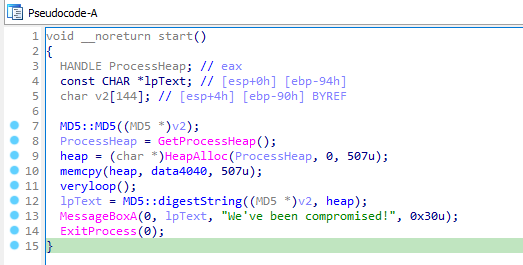 Pseudocode-A
1 void __noreturn start()
2 {
3 HANDLE ProcessHeap; // eax
4 const CHAR *lpText; // [esp+0h] [ebp-94h]
5 char v2[144]; // [esp+4h] [ebp-90h] BYREF
6
7 MD5::MD5((MD5 *)v2);
8 ProcessHeap = GetProcessHeap();
9 heap = (char *)HeapAlloc(ProcessHeap, 0, 507u);
10 memcpy(heap, data4040, 507u);
11 veryloop();
12 lpText = MD5::digestString((MD5 *)v2, heap);
13 MessageBoxA(0, lpText, "We've been compromised!", 0x30u);
14 ExitProcess(0);
15 }